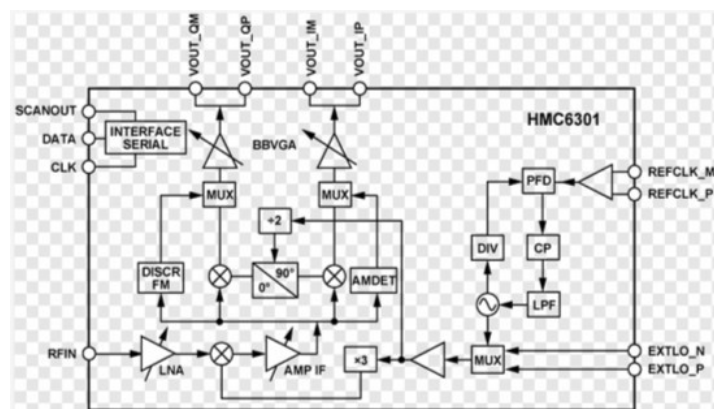 VOUT_QM
VOUT_QP
VOUT_IM
VOUT_IP
SCANOUT
DATA
CLK
INTERFACE
SERIAL
BBVGA
HMC6301
MUX
MUX
PFD
REFCLK_M
REFCLK_P
÷2
DIV
CP
DISCR
FM
90°
0°
AMDET
LPF
RFIN
LNA
AMP IF
×3
MUX
EXTLO_N
EXTLO_P